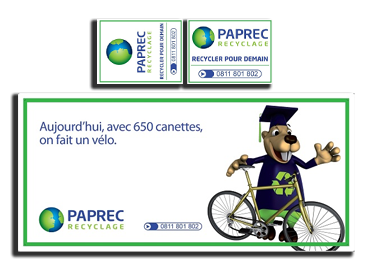 PAPREC
RECYCLAGE
RECYCLER POUR DEMAIN
0811 801 802
PAPREC
RECYCLAGE
RECYCLER POUR DEMAIN
0811 801 802
Aujourd'hui, avec 650 canettes,
on fait un vélo.
PAPREC
RECYCLAGE
0811 801 802